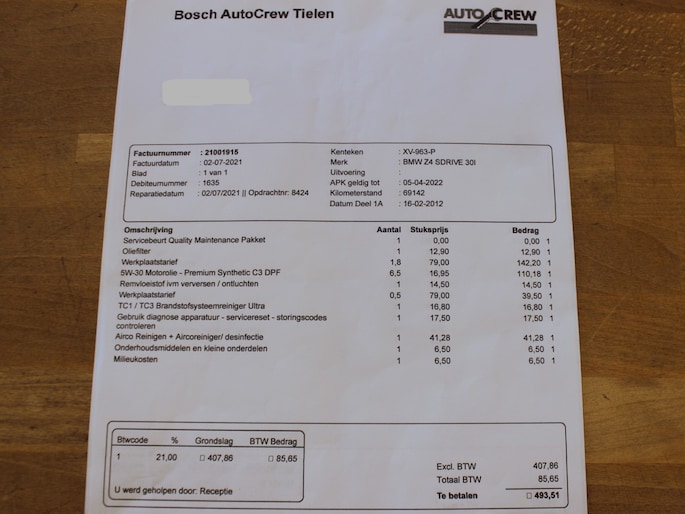 Bosch AutoCrew Tielen
AUTO CREW
Factuurnummer : 21001915
Factuurdatum : 02-07-2021
Blad : 1 van 1
Debiteurnummer : 1635
Reparatiedatum : 02/07/2021 || Opdrachtnr: 8424
Kenteken : XV-963-P
Merk : BMW Z4 SDRIVE 30I
Uitvoering :
APK geldig tot : 05-04-2022
Kilometerstand : 69142
Datum Deel 1A : 16-02-2012
Omschrijving Aantal Stuksprijs Bedrag
Servicebeurt Quality Maintenance Pakket 1 0,00 0,00 1
Oliefilter 1 12,90 12,90 1
Werkplaatstarief 1,8 79,00 142,20 1
5W-30 Motorolie - Premium Synthetic C3 DPF 6,5 16,95 110,18 1
Remvloeistof ivm verversen / ontluchten 1 14,50 14,50 1
Werkplaatstarief 0,5 79,00 39,50 1
TC1 / TC3 Brandstofsysteemreiniger Ultra 1 16,80 16,80 1
Gebruik diagnose apparatuur - servicereset - storingscodes 1 17,50 17,50 1
controleren
Airco Reinigen + Aircoreiniger/ desinfectie 1 41,28 41,28 1
Onderhoudsmiddelen en kleine onderdelen 1 6,50 6,50 1
Milieukosten 1 6,50 6,50 1
Btwcode % Grondslag BTW Bedrag
1 21,00 □ 407,86 □ 85,65
U werd geholpen door: Receptie
Excl. BTW 407,86
Totaal BTW 85,65
Te betalen □ 493,51